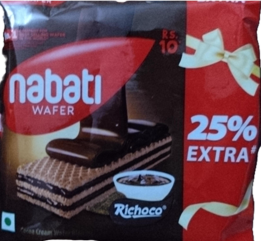 RS.
10
nabati
WAFER
25%
EXTRA*
Richoco